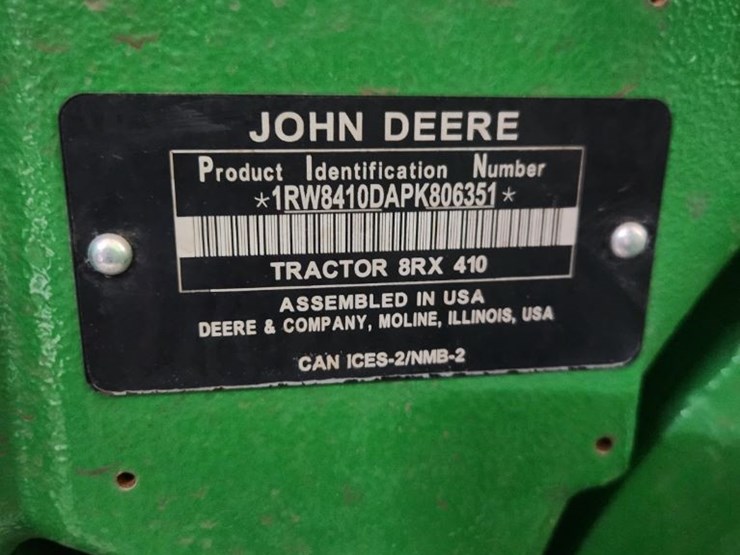 JOHN DEERE
Product Identification Number
*1RW8410DAPK806351*
TRACTOR 8RX 410
ASSEMBLED IN USA
DEERE & COMPANY, MOLINE, ILLINOIS, USA
CAN ICES-2/NMB-2